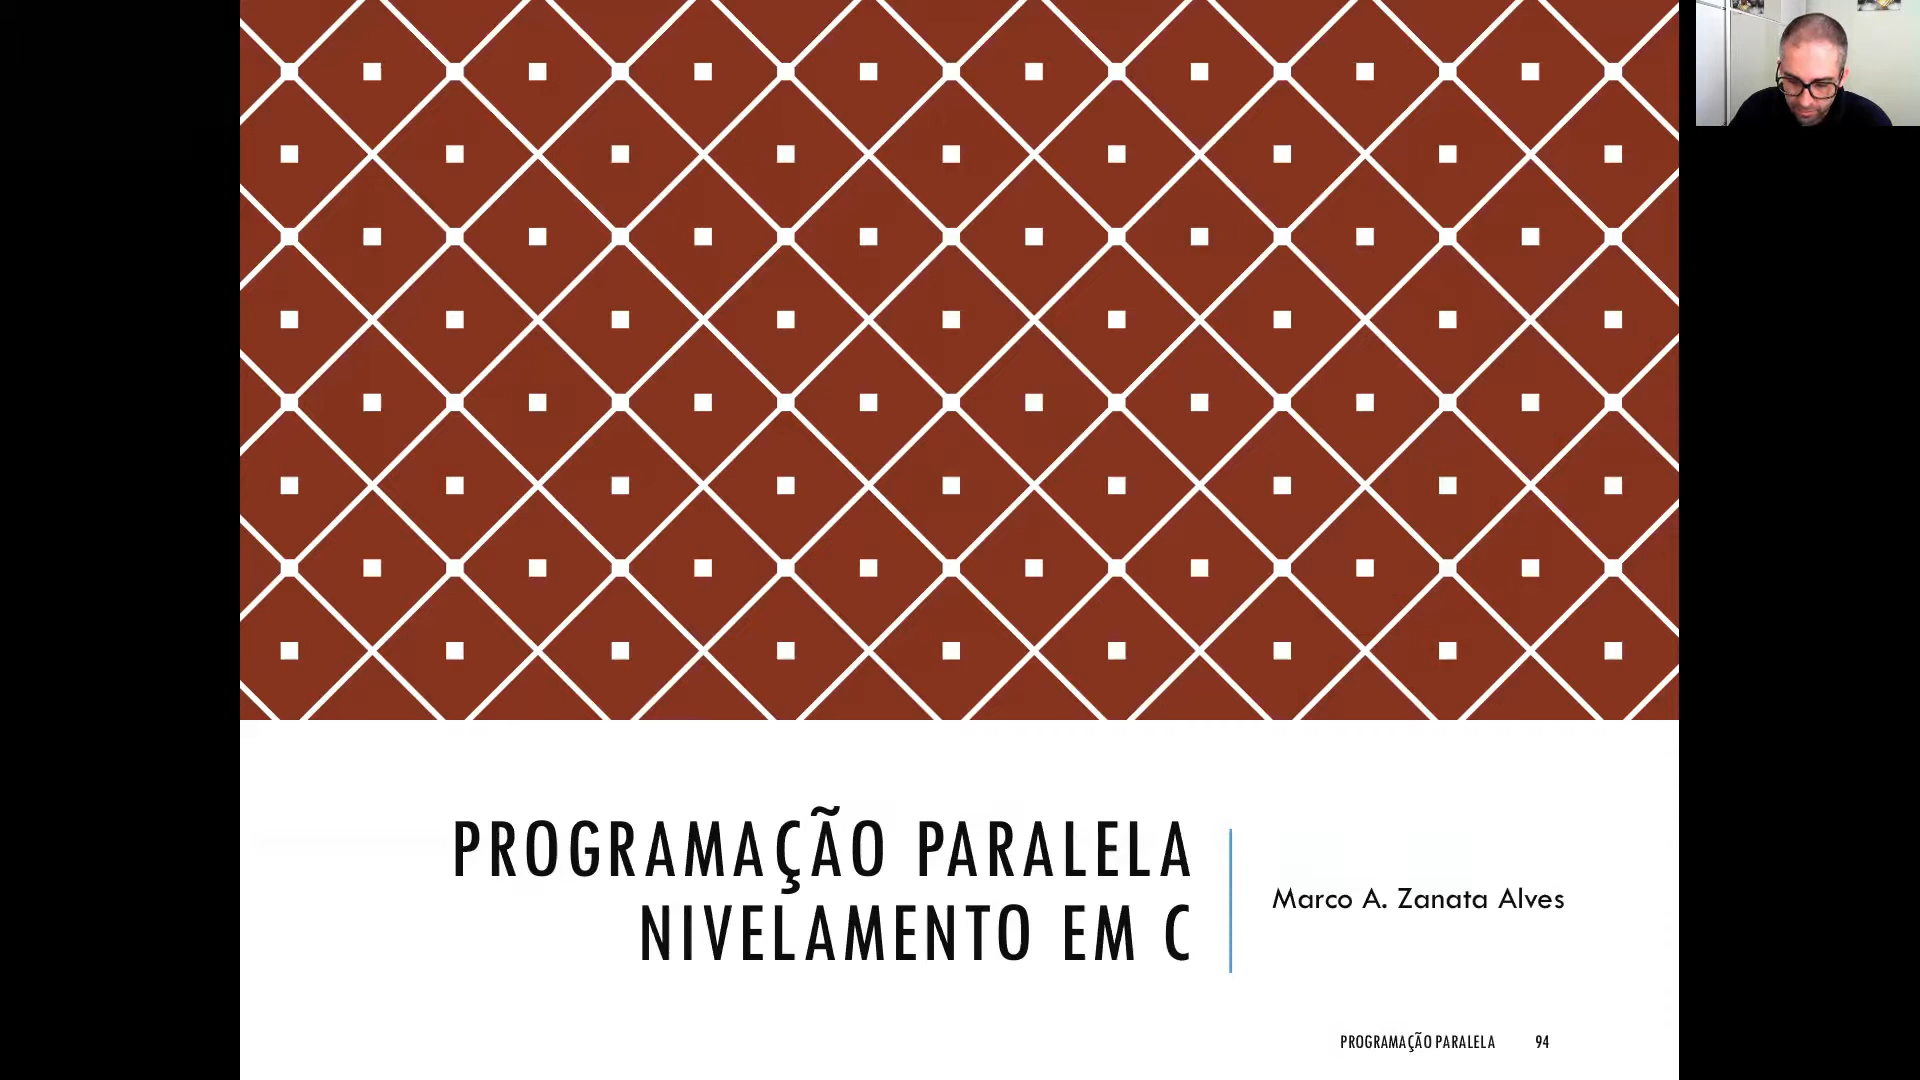 PROGRAMAÇÃO PARALELA
NIVELAMENTO EM C
Marco A. Zanata Alves
PROGRAMAÇÃO PARALELA 94